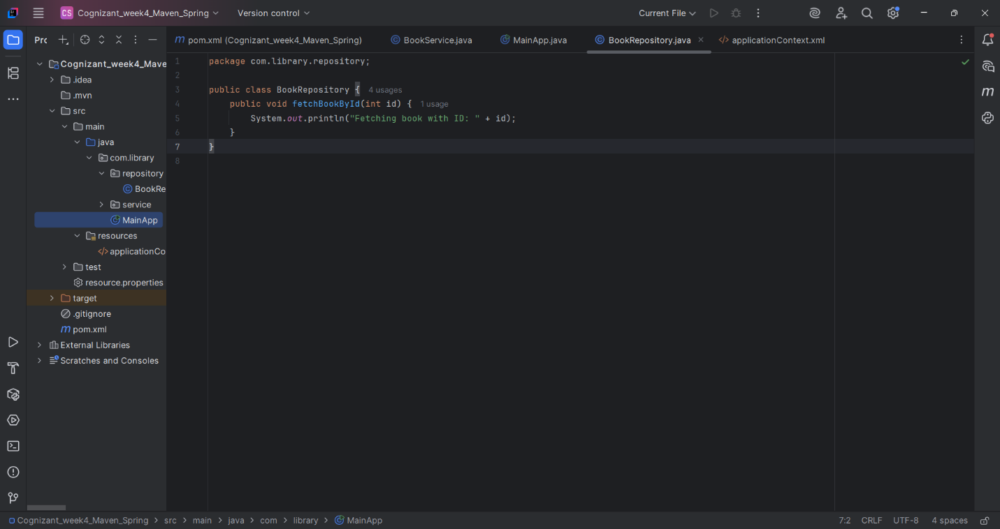 CS Cognizant_week4_Maven_Spring Version control Current File
Prc
pom.xml (Cognizant_week4_Maven_Spring) BookService.java MainApp.java BookRepository.java applicationContext.xml
Cognizant_week4_Mave
.idea
.mvn
src
main
java
com.library
repository
BookRe
service
MainApp
resources
applicationCo
test
resource.properties
target
.gitignore
pom.xml
External Libraries
Scratches and Consoles
1 package com.library.repository;
2
3 public class BookRepository { 4 usages
4 public void fetchBookById(int id) { 1 usage
5 System.out.println("Fetching book with ID: " + id);
6 }
7 }
8
Cognizant_week4_Maven_Spring > src > main > java > com > library > MainApp 7:2 CRLF UTF-8 4 spaces